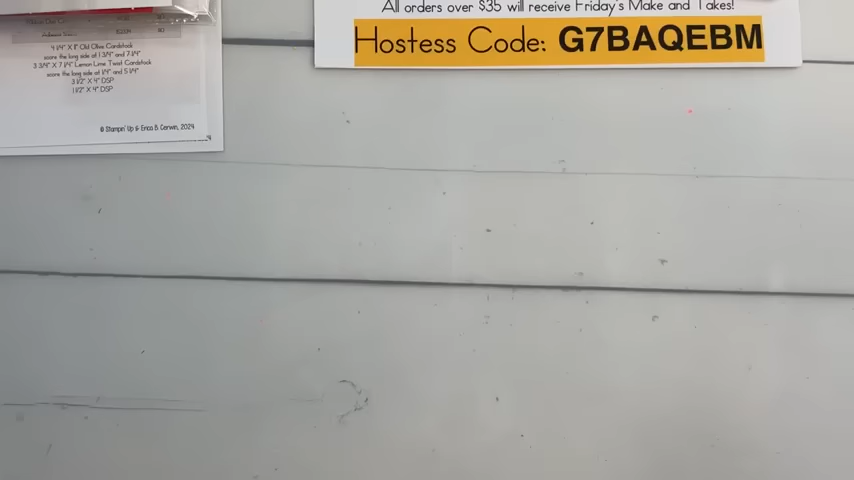 All orders over $35 will receive Friday's Make and Takes!
Hostess Code: G7BAQEBM
4 1/4" X 11" Old Olive Cardstock
score the long side at 1 3/4" and 7 1/4"
3 3/4" X 7 1/4" Lemon Lime Twist Cardstock
score the long side at 1/4" and 5 1/4"
3 1/2" X 4" DSP
1 1/2" X 4" DSP
© Stampin' Up & Erica B. Cerwin, 2024